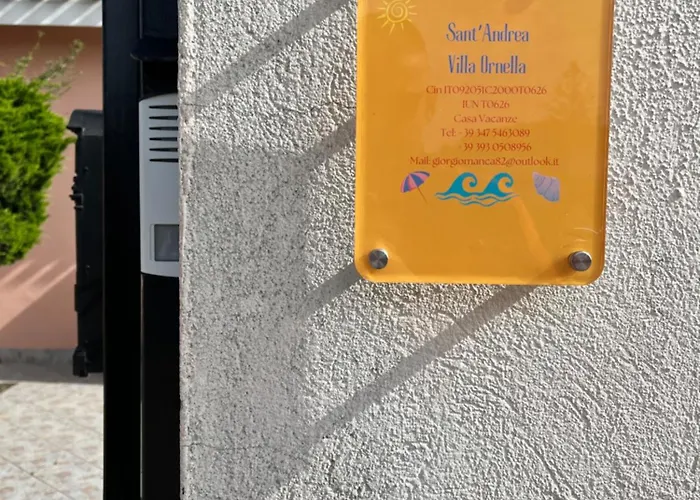 Sant'Andrea
Villa Ornella
Cin IT092051C2000T0626
IUN T0626
Casa Vacanze
Tel: +39 347 5463089
+39 393 0508956
Mail: giorgiomanca82@outlook.it